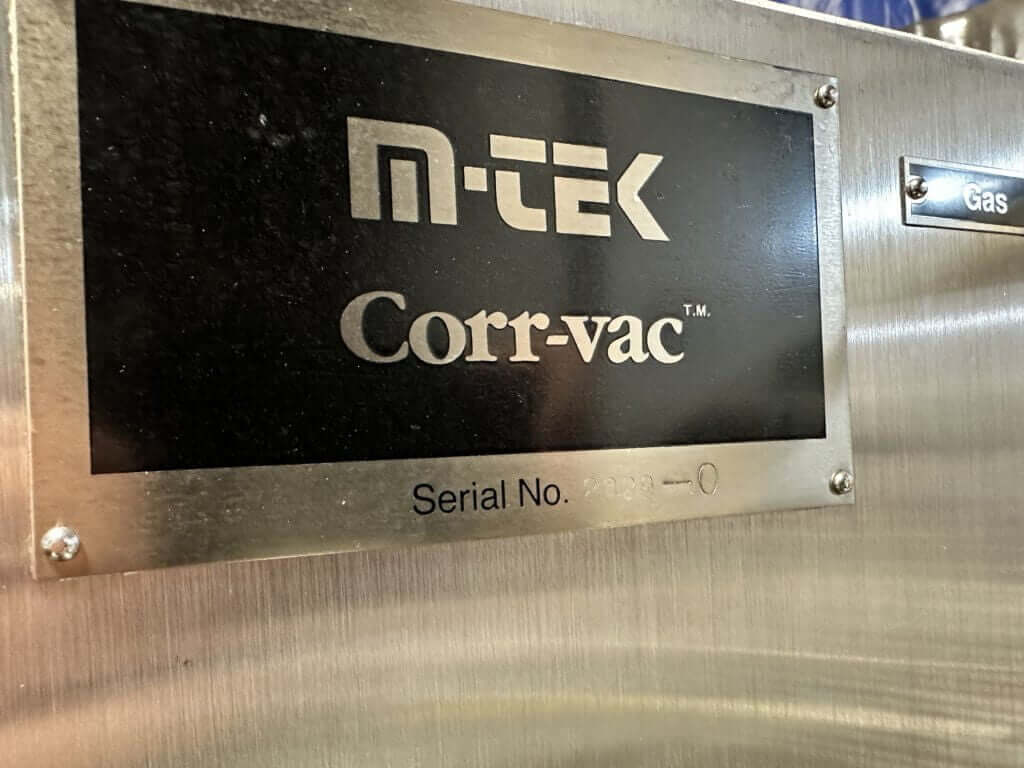 M-TEK
Corr-vac T.M.
Serial No.
Gas